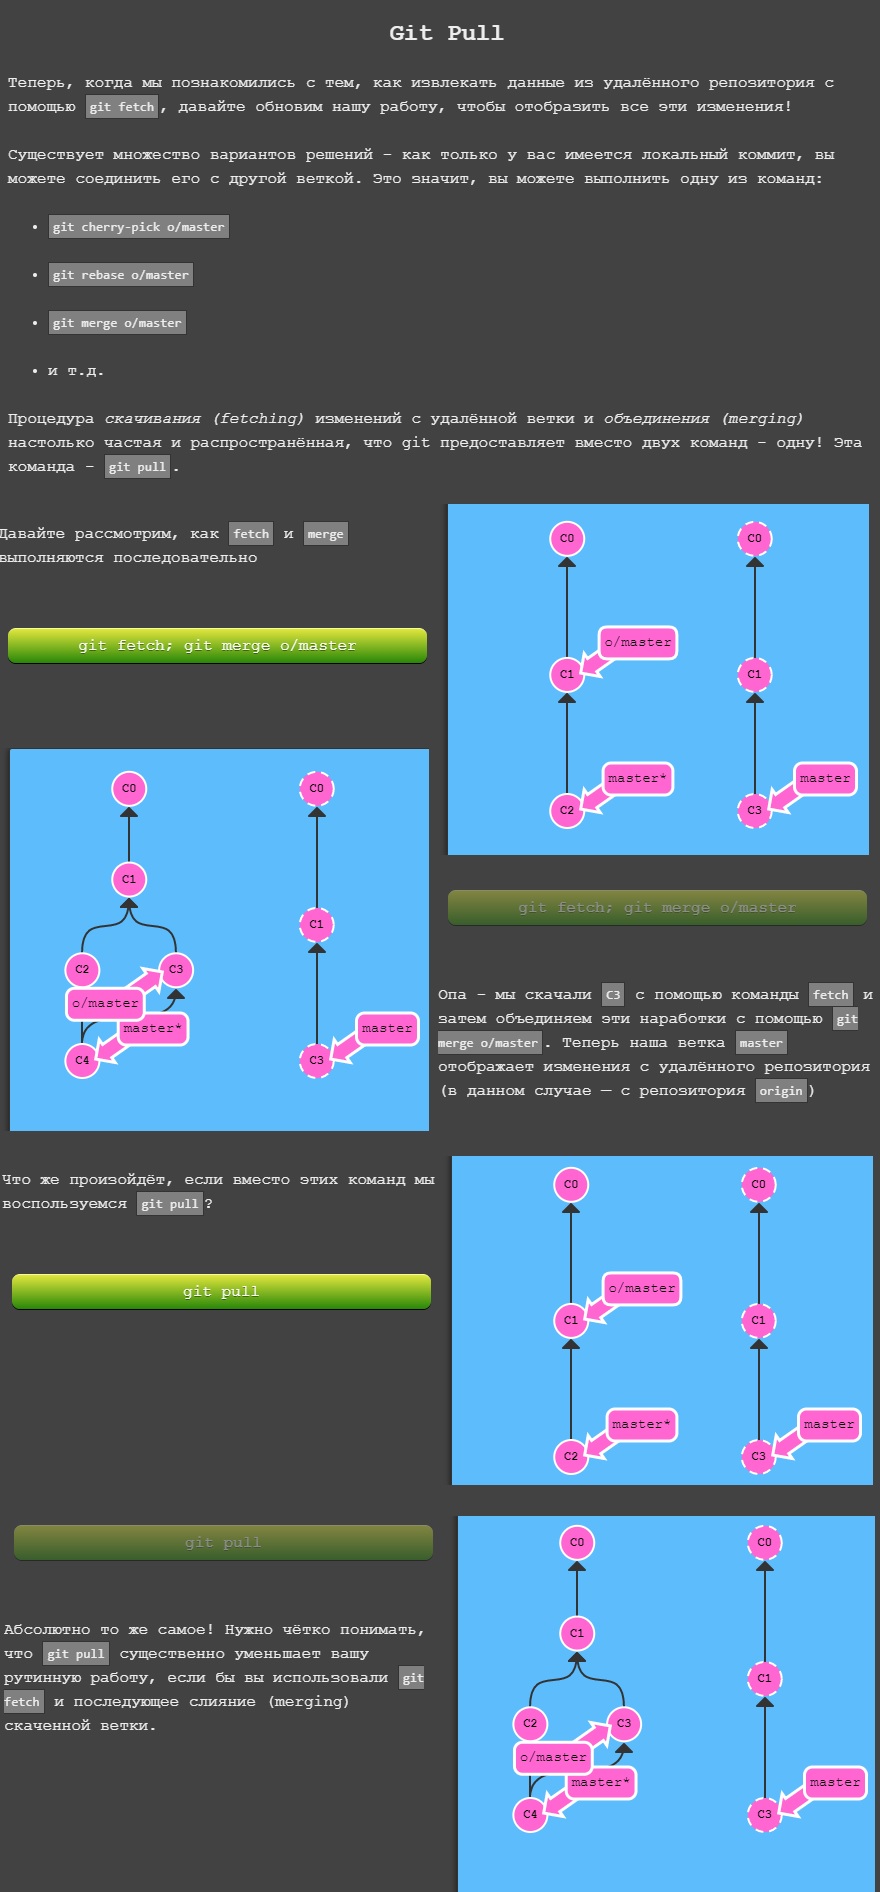 Git Pull
Теперь, когда мы познакомились с тем, как извлекать данные из удалённого репозитория с
помощью git fetch, давайте обновим нашу работу, чтобы отобразить все эти изменения!
Существует множество вариантов решений – как только у вас имеется локальный коммит, вы
можете соединить его с другой веткой. Это значит, вы можете выполнить одну из команд:
• git cherry-pick o/master
• git rebase o/master
• git merge o/master
• и т.д.
Процедура скачивания (fetching) изменений с удалённой ветки и объединения (merging)
настолько частая и распространённая, что git предоставляет вместо двух команд – одну! Эта
команда – git pull.
Давайте рассмотрим, как fetch и merge
выполняются последовательно
git fetch; git merge o/master
C0
C0
o/master
C1
C1
master*
master
C2
C3
C0
C0
C1
C1
C2
C3
o/master
master*
master
C4
C3
git fetch; git merge o/master
Опа – мы скачали C3 с помощью команды fetch и
затем объединяем эти наработки с помощью git
merge o/master. Теперь наша ветка master
отображает изменения с удалённого репозитория
(в данном случае — с репозитория origin)
Что же произойдёт, если вместо этих команд мы
воспользуемся git pull?
git pull
C0
C0
o/master
C1
C1
master*
master
C2
C3
git pull
Абсолютно то же самое! Нужно чётко понимать,
что git pull существенно уменьшает вашу
рутинную работу, если бы вы использовали git
fetch и последующее слияние (merging)
скаченной ветки.
C0
C0
C1
C1
C2
C3
o/master
master*
master
C4
C3